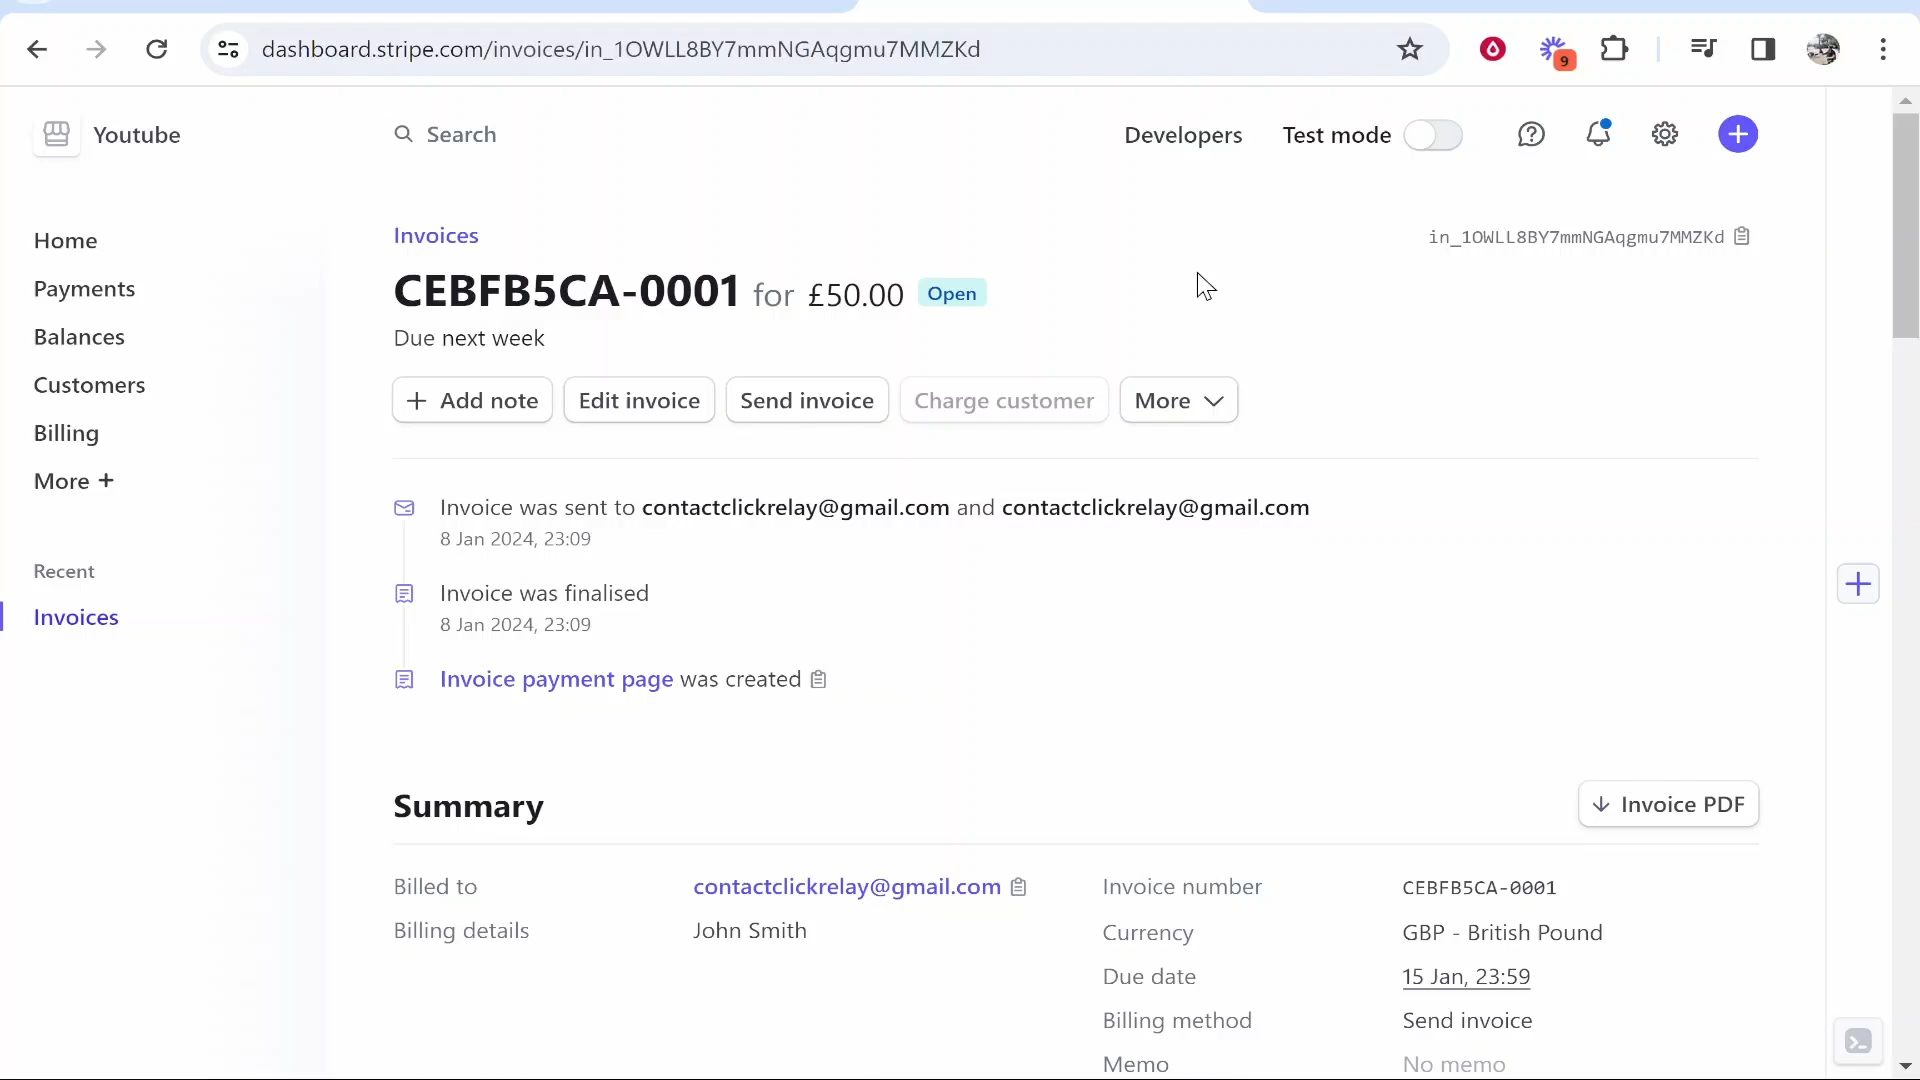 dashboard.stripe.com/invoices/in_1OWLL8BY7mmNGAqgmu7MMZKd
9
Youtube
Search
Developers
Test mode
Home
Payments
Balances
Customers
Billing
More +
Recent
Invoices
Invoices
in_1OWLL8BY7mmNGAqgmu7MMZKd
CEBFB5CA-0001 for £50.00 Open
Due next week
+ Add note
Edit invoice
Send invoice
Charge customer
More
Invoice was sent to contactclickrelay@gmail.com and contactclickrelay@gmail.com
8 Jan 2024, 23:09
Invoice was finalised
8 Jan 2024, 23:09
Invoice payment page was created
Summary
Invoice PDF
Billed to contactclickrelay@gmail.com
Billing details John Smith
Invoice number CEBFB5CA-0001
Currency GBP - British Pound
Due date 15 Jan, 23:59
Billing method Send invoice
Memo No memo